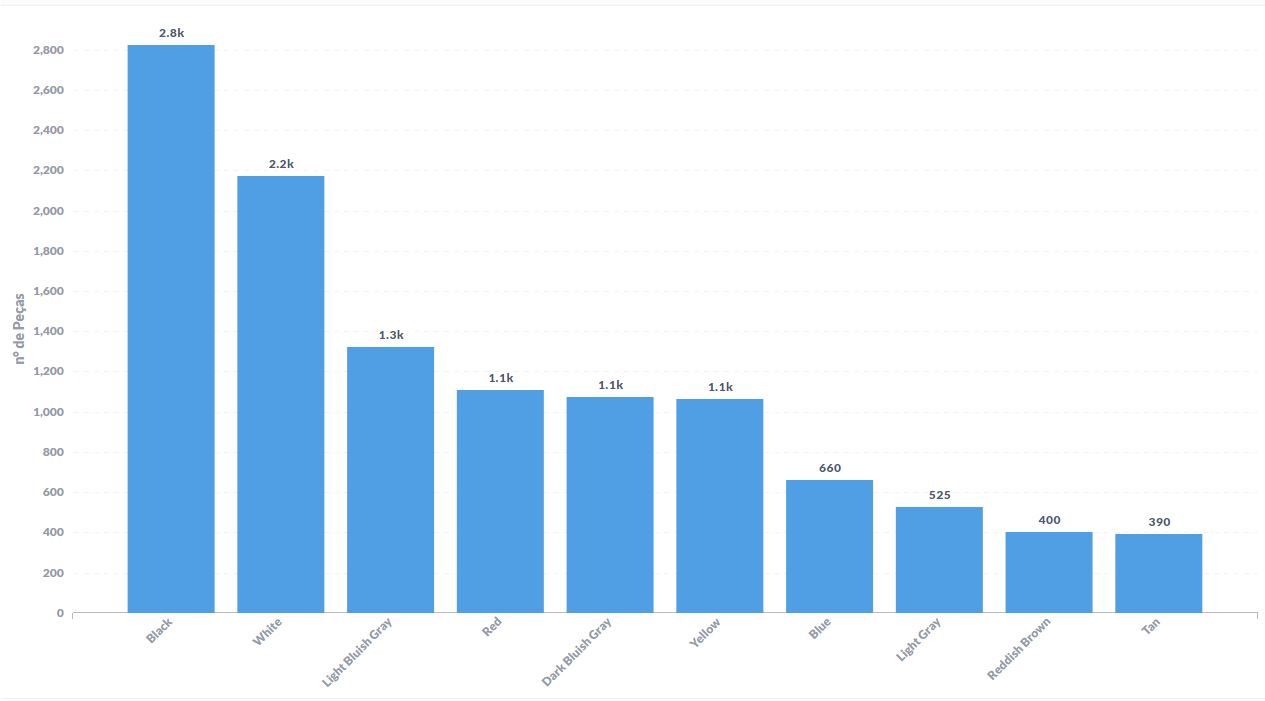 2.8k
2,800
2,600
2,400
2.2k
2,200
2,000
1,800
1,600
1.3k
1,400
1.1k
1.1k
1.1k
1,200
1,000
800
660
600
525
400
390
400
200
0
nº de Peças
Black
White
Light Bluish Gray
Red
Dark Bluish Gray
Yellow
Blue
Light Gray
Reddish Brown
Tan